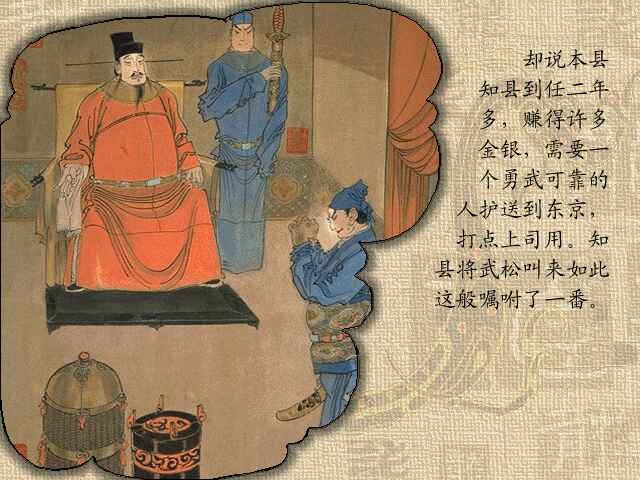 却说本县
知县到任二年
多，赚得许多
金银，需要一
个勇武可靠的
人护送到东京，
打点上司用。知
县将武松叫来如此
这般嘱咐了一番。